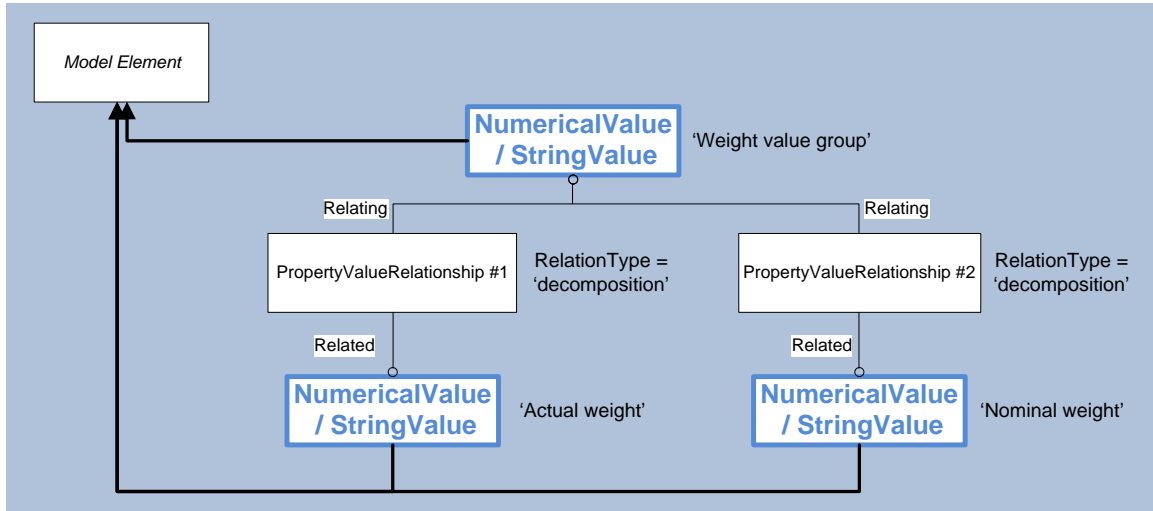 Model Element
NumericalValue
/ StringValue
‘Weight value group’
Relating
Relating
PropertyValueRelationship #1
RelationType =
‘decomposition’
PropertyValueRelationship #2
RelationType =
‘decomposition’
Related
Related
NumericalValue
/ StringValue
‘Actual weight’
NumericalValue
/ StringValue
‘Nominal weight’